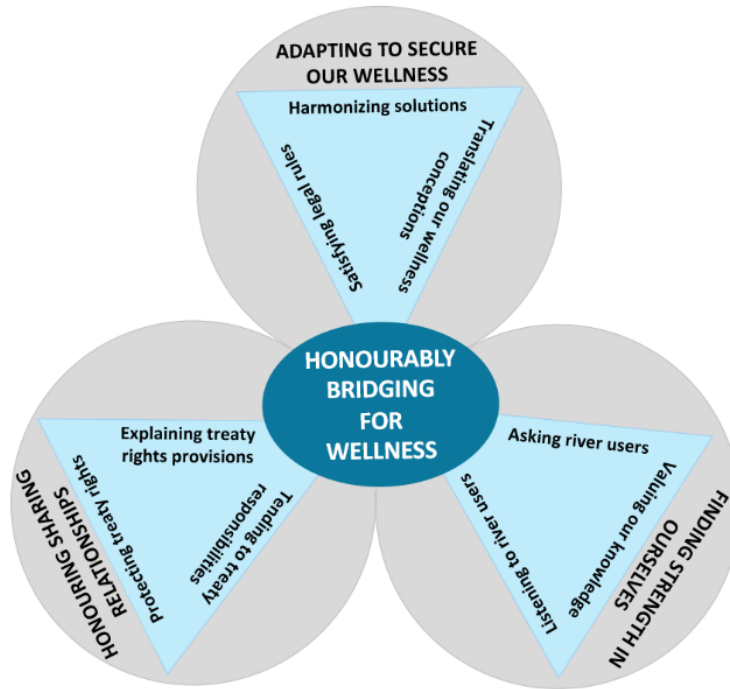 ADAPTING TO SECURE
OUR WELLNESS
Harmonizing solutions
Satisfying legal rules
Translating our wellness
conceptions
HONOURABLY
BRIDGING
FOR
WELLNESS
Explaining treaty
rights provisions
Protecting treaty rights
Tending to treaty
responsibilities
HONOURING SHARING
RELATIONSHIPS
Asking river users
Listening to river users
Valuing our knowledge
FINDING STRENGTH IN
OURSELVES